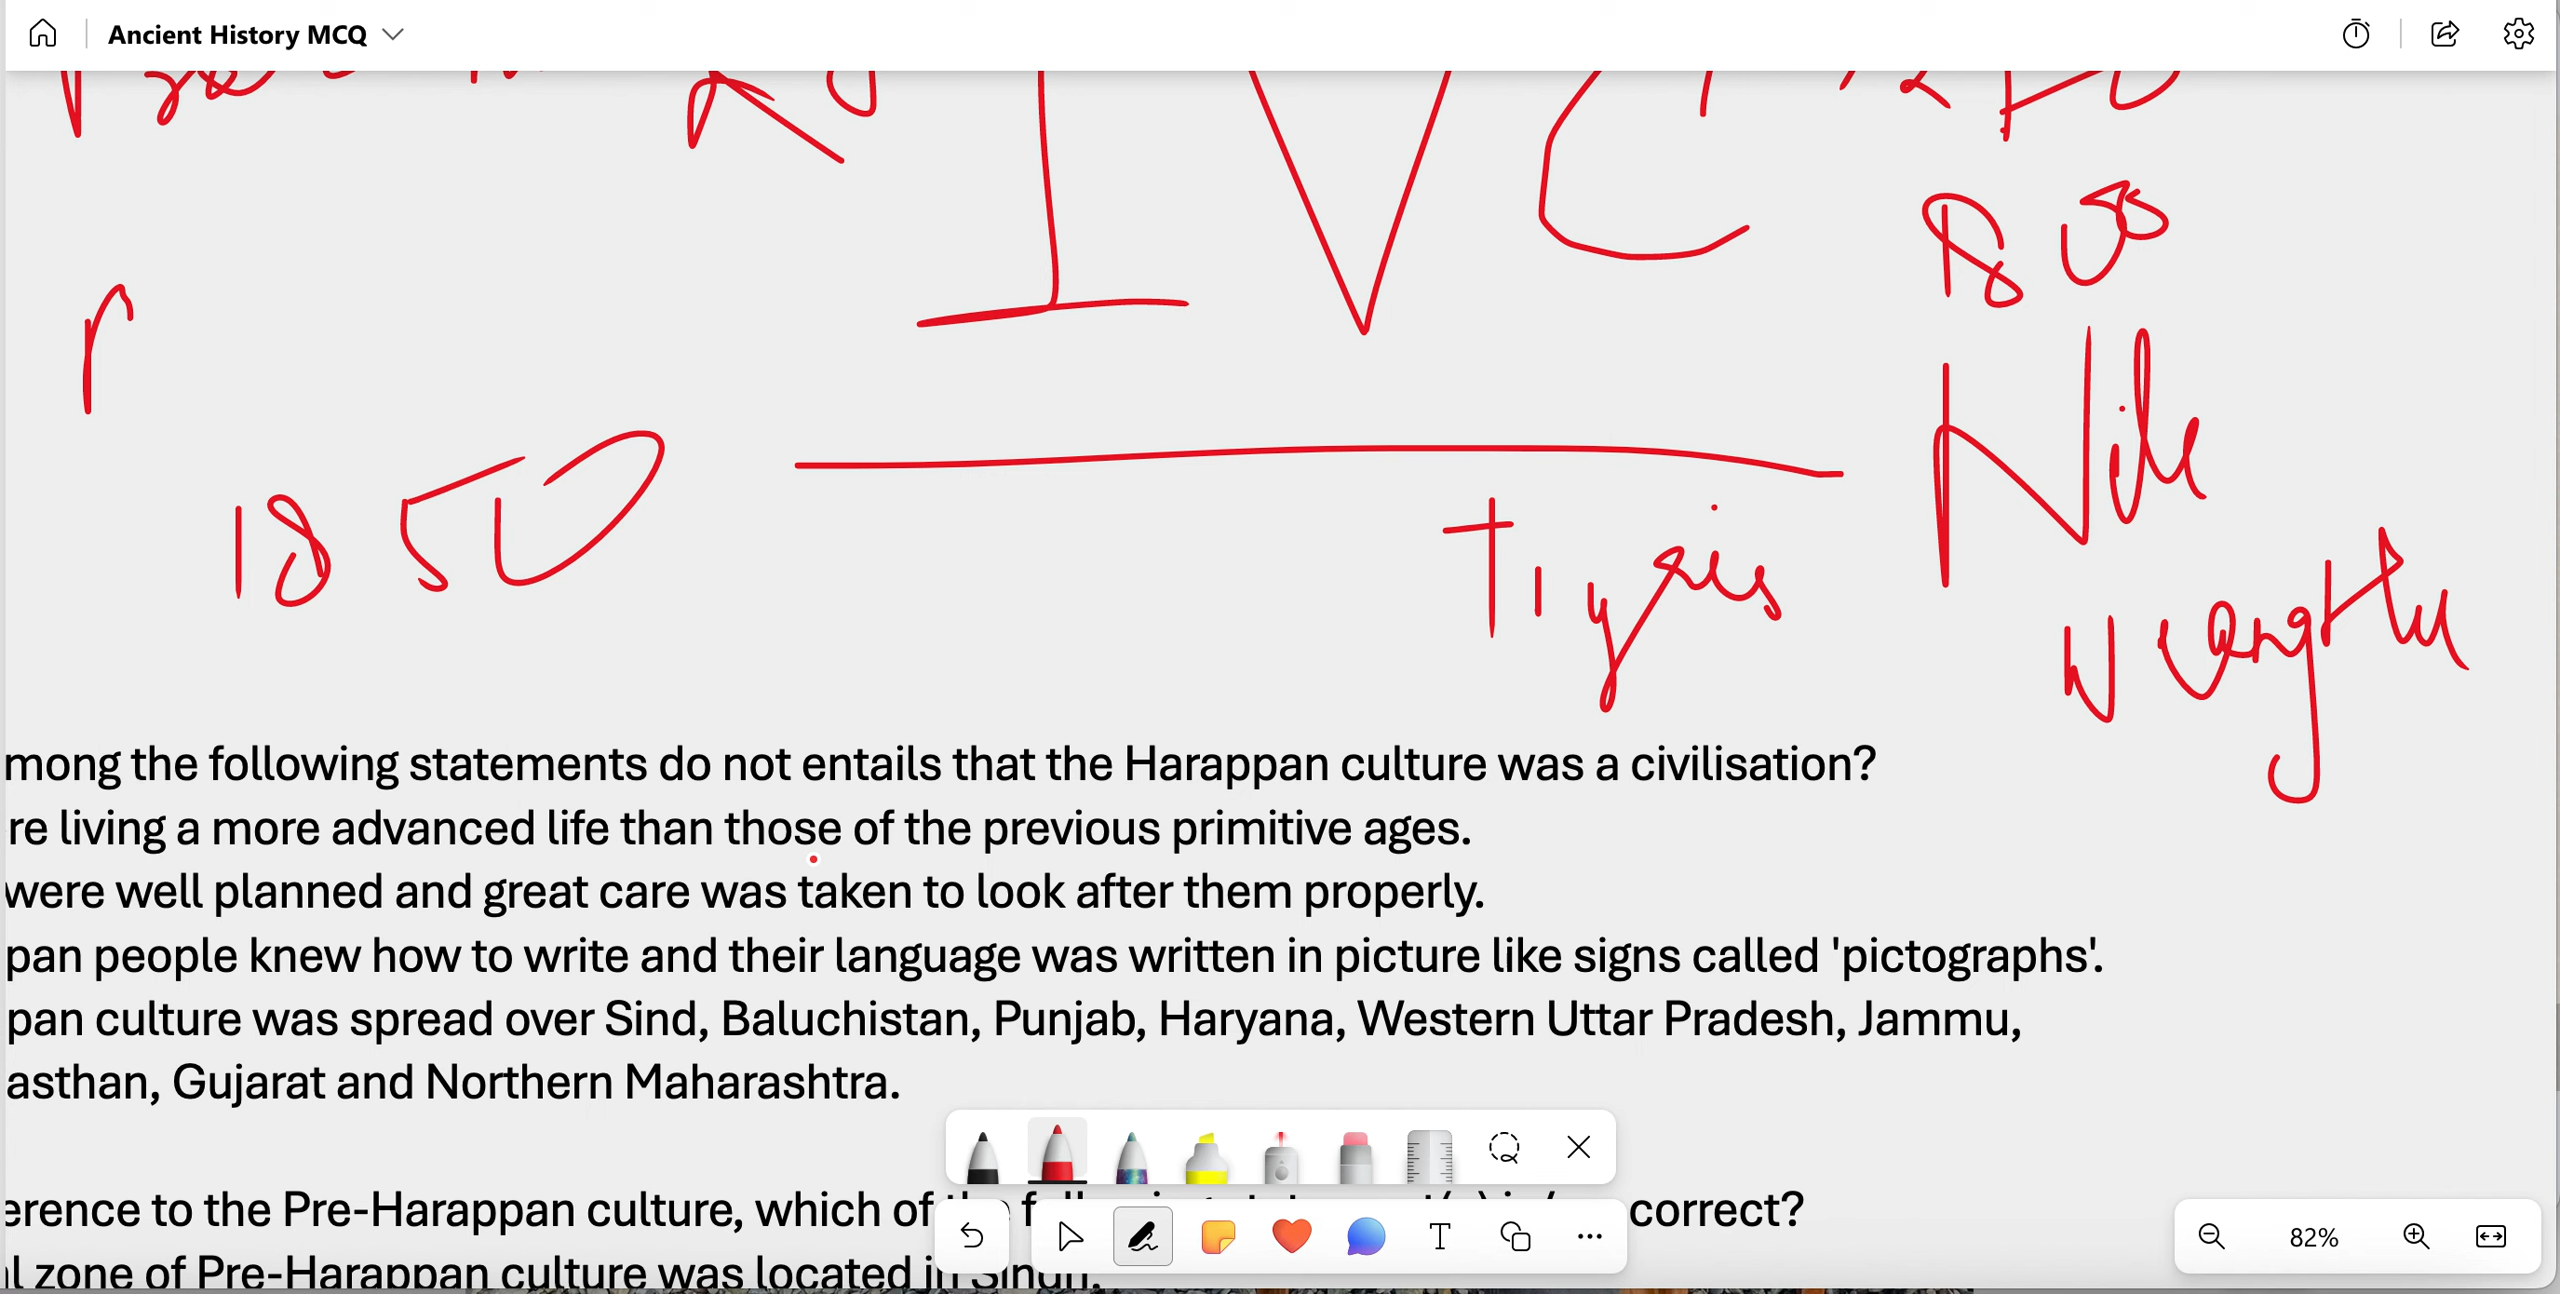 Ancient History MCQ
IVC
Nile
1850
Tigris
mong the following statements do not entails that the Harappan culture was a civilisation?
re living a more advanced life than those of the previous primitive ages.
were well planned and great care was taken to look after them properly.
pan people knew how to write and their language was written in picture like signs called 'pictographs'.
pan culture was spread over Sind, Baluchistan, Punjab, Haryana, Western Uttar Pradesh, Jammu,
asthan, Gujarat and Northern Maharashtra.
erence to the Pre-Harappan culture, which of correct?
l zone of Pre-Harappan culture was located in Sindh.
82%